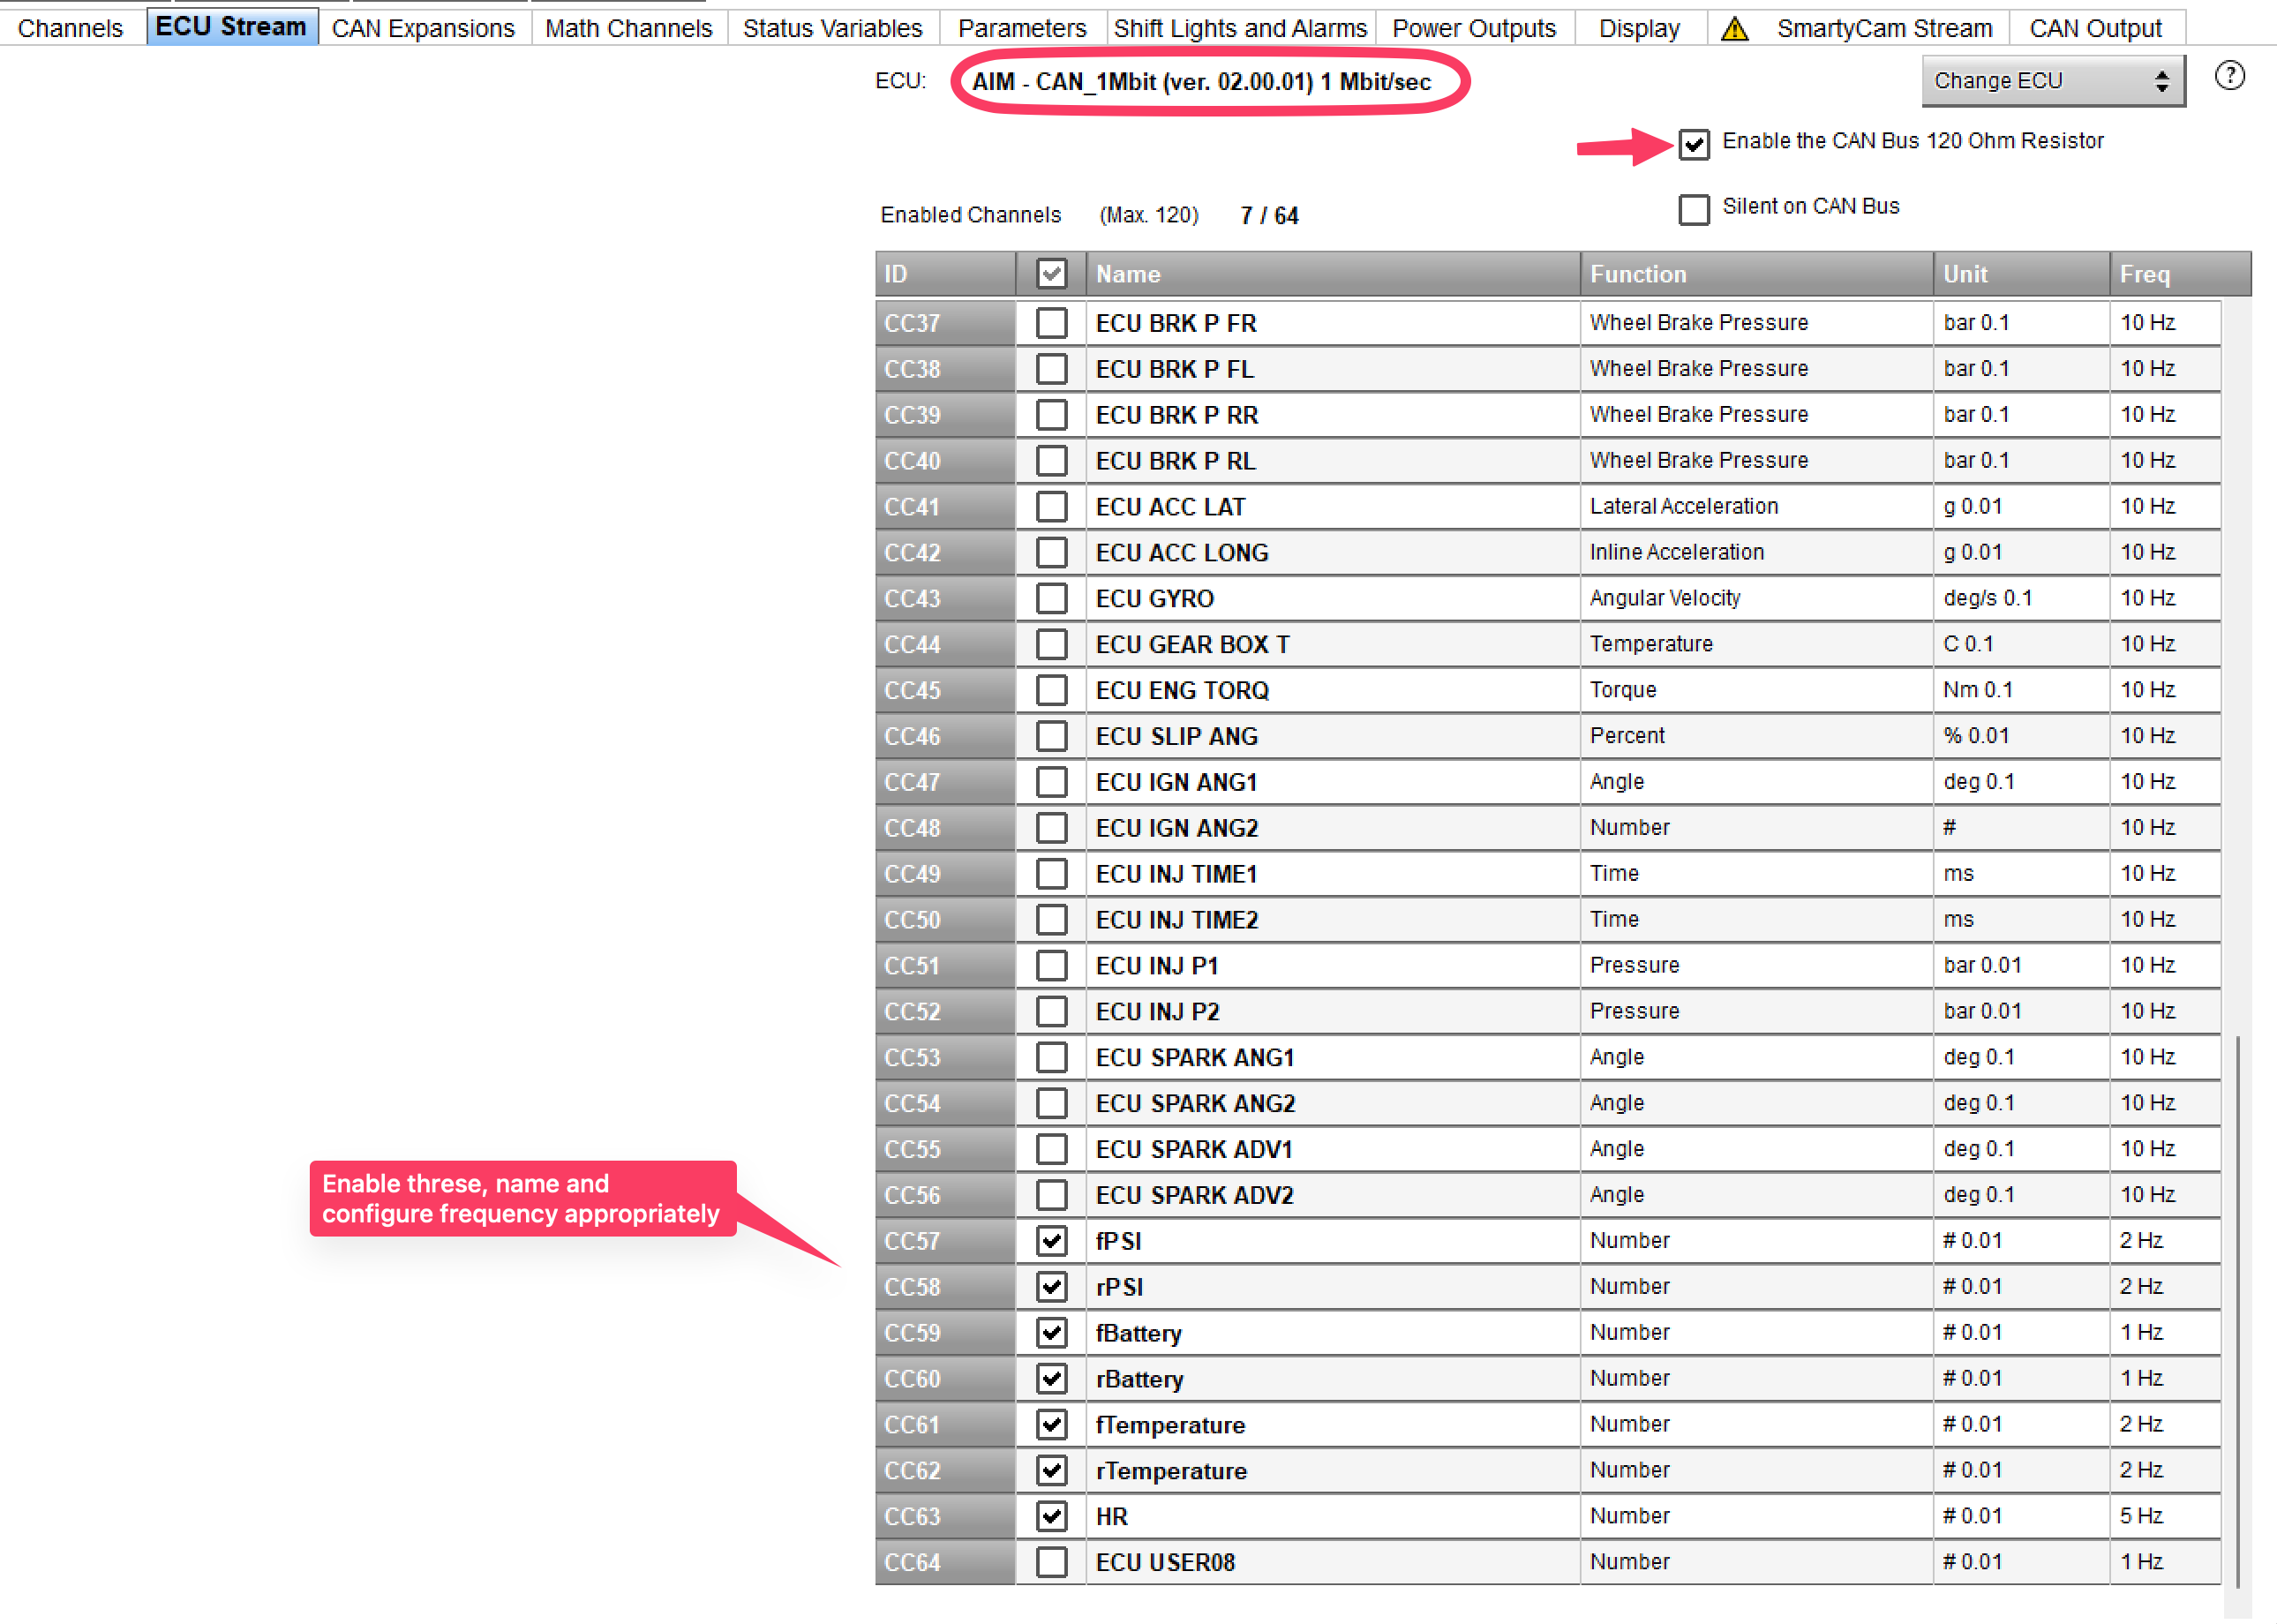 Channels ECU Stream CAN Expansions Math Channels Status Variables Parameters Shift Lights and Alarms Power Outputs Display SmartyCam Stream CAN Output
ECU: AIM - CAN_1Mbit (ver. 02.00.01) 1 Mbit/sec Change ECU ?
Enable the CAN Bus 120 Ohm Resistor
Silent on CAN Bus
Enabled Channels (Max. 120) 7 / 64
ID Name Function Unit Freq
CC37 ECU BRK P FR Wheel Brake Pressure bar 0.1 10 Hz
CC38 ECU BRK P FL Wheel Brake Pressure bar 0.1 10 Hz
CC39 ECU BRK P RR Wheel Brake Pressure bar 0.1 10 Hz
CC40 ECU BRK P RL Wheel Brake Pressure bar 0.1 10 Hz
CC41 ECU ACC LAT Lateral Acceleration g 0.01 10 Hz
CC42 ECU ACC LONG Inline Acceleration g 0.01 10 Hz
CC43 ECU GYRO Angular Velocity deg/s 0.1 10 Hz
CC44 ECU GEAR BOX T Temperature C 0.1 10 Hz
CC45 ECU ENG TORQ Torque Nm 0.1 10 Hz
CC46 ECU SLIP ANG Percent % 0.01 10 Hz
CC47 ECU IGN ANG1 Angle deg 0.1 10 Hz
CC48 ECU IGN ANG2 Number # 10 Hz
CC49 ECU INJ TIME1 Time ms 10 Hz
CC50 ECU INJ TIME2 Time ms 10 Hz
CC51 ECU INJ P1 Pressure bar 0.01 10 Hz
CC52 ECU INJ P2 Pressure bar 0.01 10 Hz
CC53 ECU SPARK ANG1 Angle deg 0.1 10 Hz
CC54 ECU SPARK ANG2 Angle deg 0.1 10 Hz
CC55 ECU SPARK ADV1 Angle deg 0.1 10 Hz
CC56 ECU SPARK ADV2 Angle deg 0.1 10 Hz
Enable threse, name and
configure frequency appropriately
CC57 fPSI Number # 0.01 2 Hz
CC58 rPSI Number # 0.01 2 Hz
CC59 fBattery Number # 0.01 1 Hz
CC60 rBattery Number # 0.01 1 Hz
CC61 fTemperature Number # 0.01 2 Hz
CC62 rTemperature Number # 0.01 2 Hz
CC63 HR Number # 0.01 5 Hz
CC64 ECU USER08 Number # 0.01 1 Hz